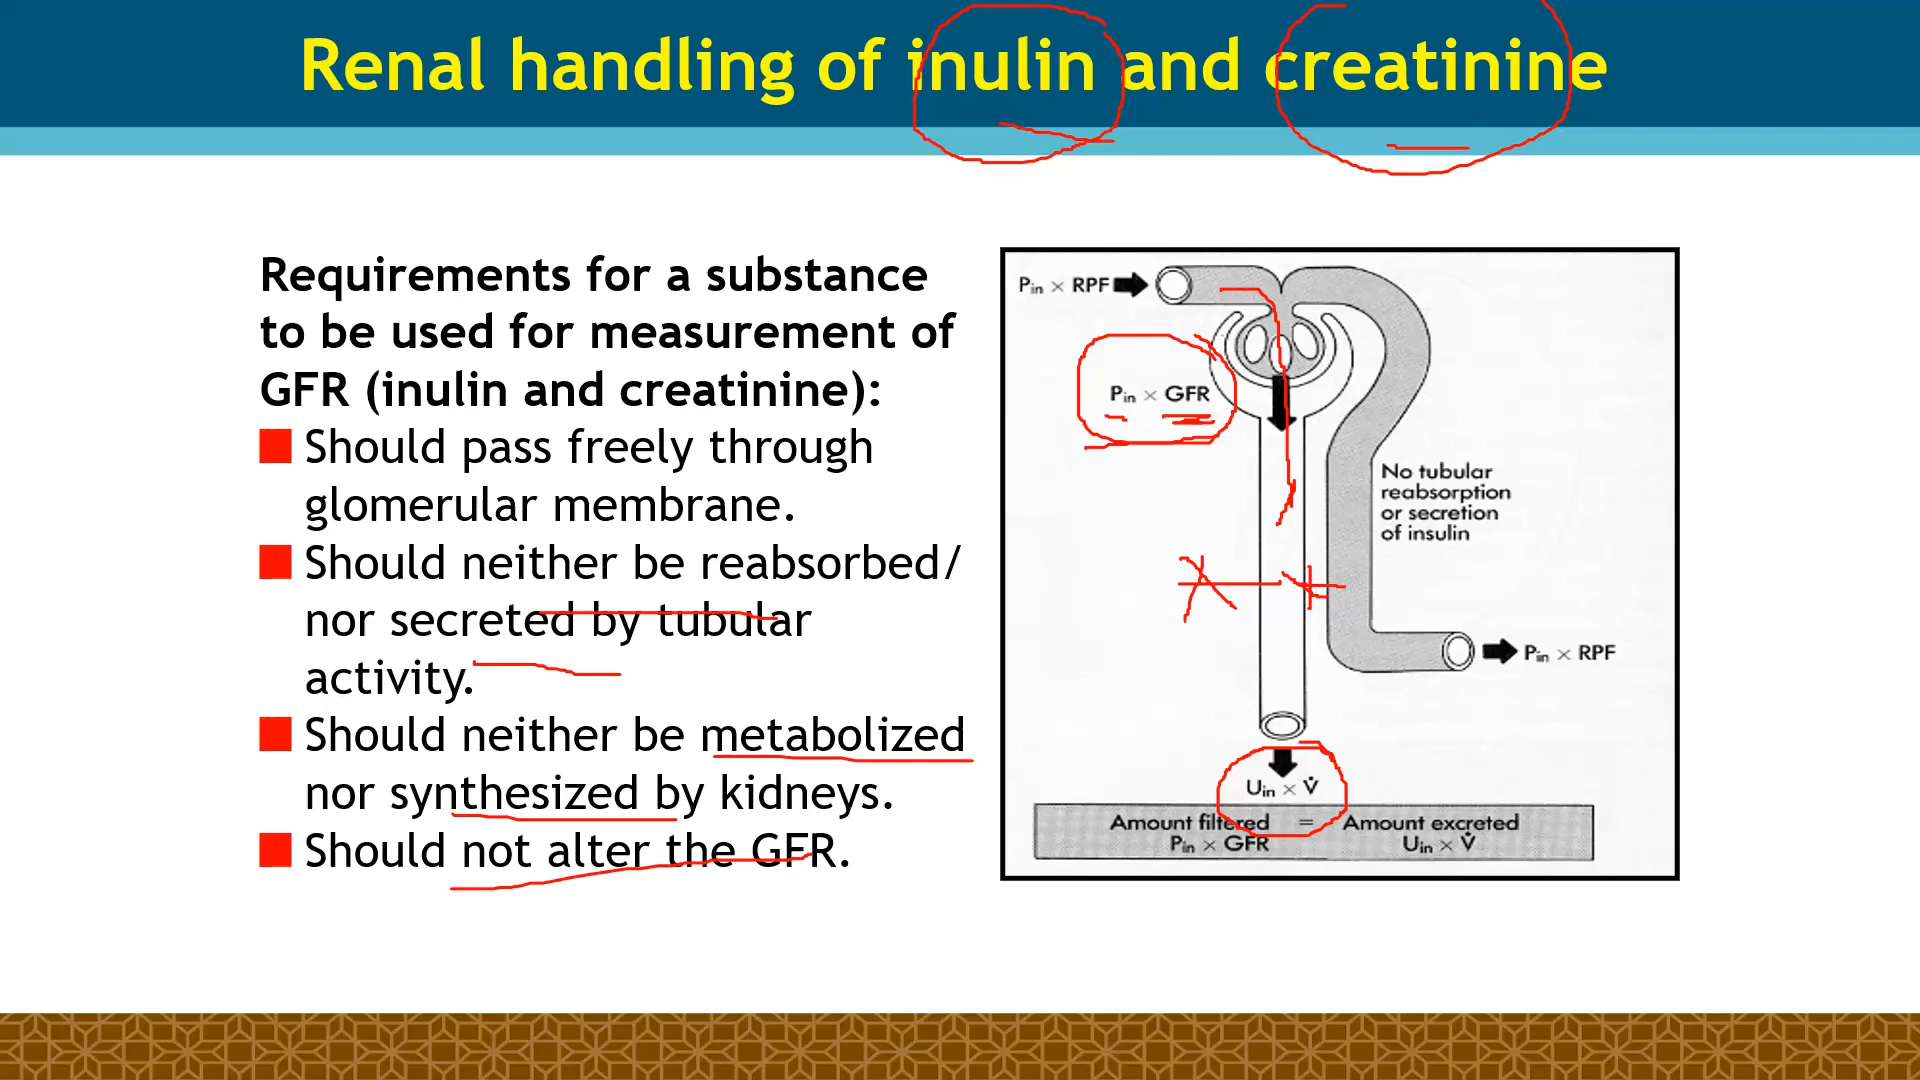 Renal handling of inulin and creatinine
Requirements for a substance
to be used for measurement of
GFR (inulin and creatinine):
Should pass freely through
glomerular membrane.
Should neither be reabsorbed/
nor secreted by tubular
activity.
Should neither be metabolized
nor synthesized by kidneys.
Should not alter the GFR.
Pin × RPF
Pin × GFR
No tubular
reabsorption
or secretion
of insulin
Pin × RPF
Uin × V̇
Amount filtered = Amount excreted
Pin × GFR Uin × V̇